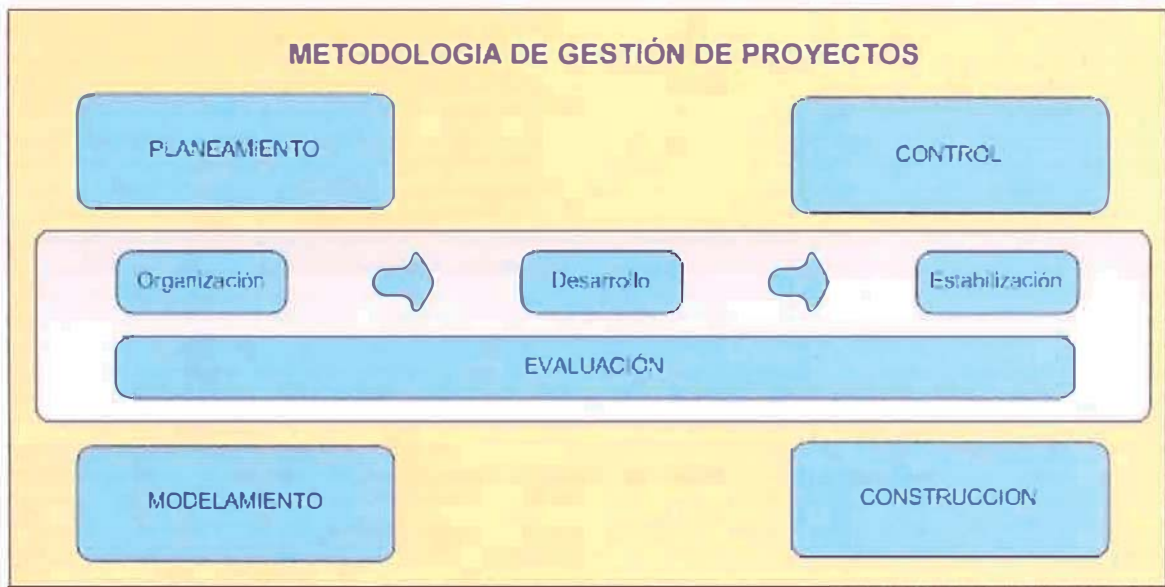 METODOLOGIA DE GESTIÓN DE PROYECTOS
PLANEAMIENTO
CONTROL
Organización
Desarrollo
Estabilización
EVALUACIÓN
MODELAMIENTO
CONSTRUCCION